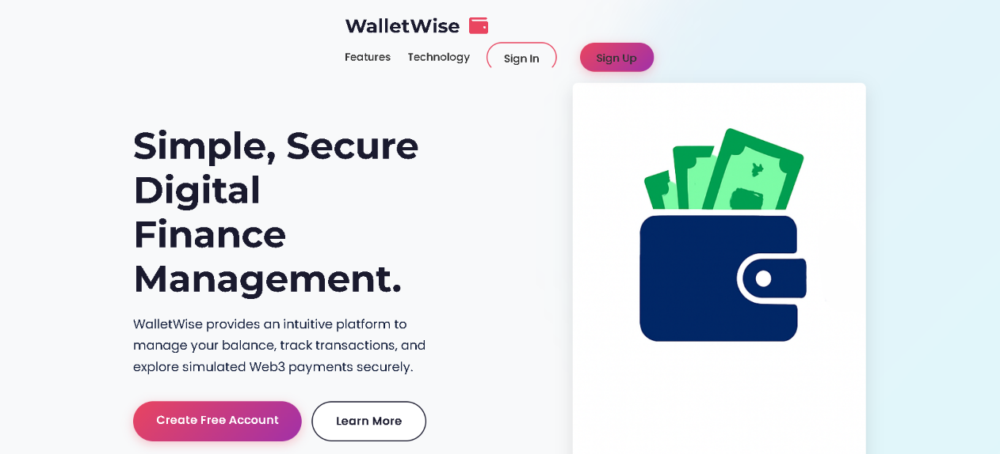 WalletWise
Features Technology Sign In Sign Up
Simple, Secure
Digital
Finance
Management.
WalletWise provides an intuitive platform to
manage your balance, track transactions, and
explore simulated Web3 payments securely.
Create Free Account Learn More